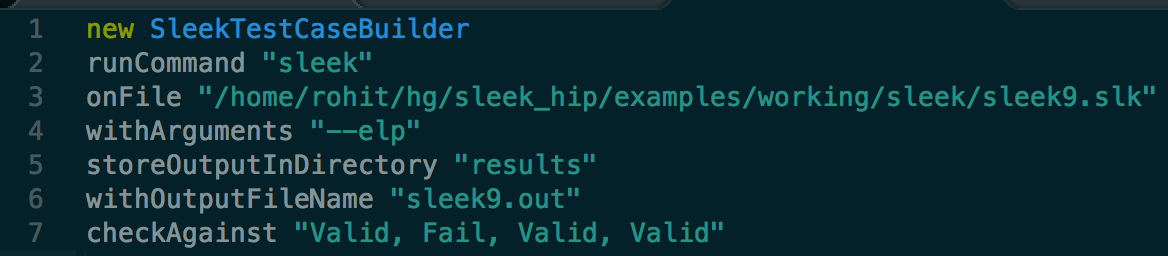 1 new SleekTestCaseBuilder
2 runCommand "sleek"
3 onFile "/home/rohit/hg/sleek_hip/examples/working/sleek/sleek9.slk"
4 withArguments "--elp"
5 storeOutputInDirectory "results"
6 withOutputFileName "sleek9.out"
7 checkAgainst "Valid, Fail, Valid, Valid"